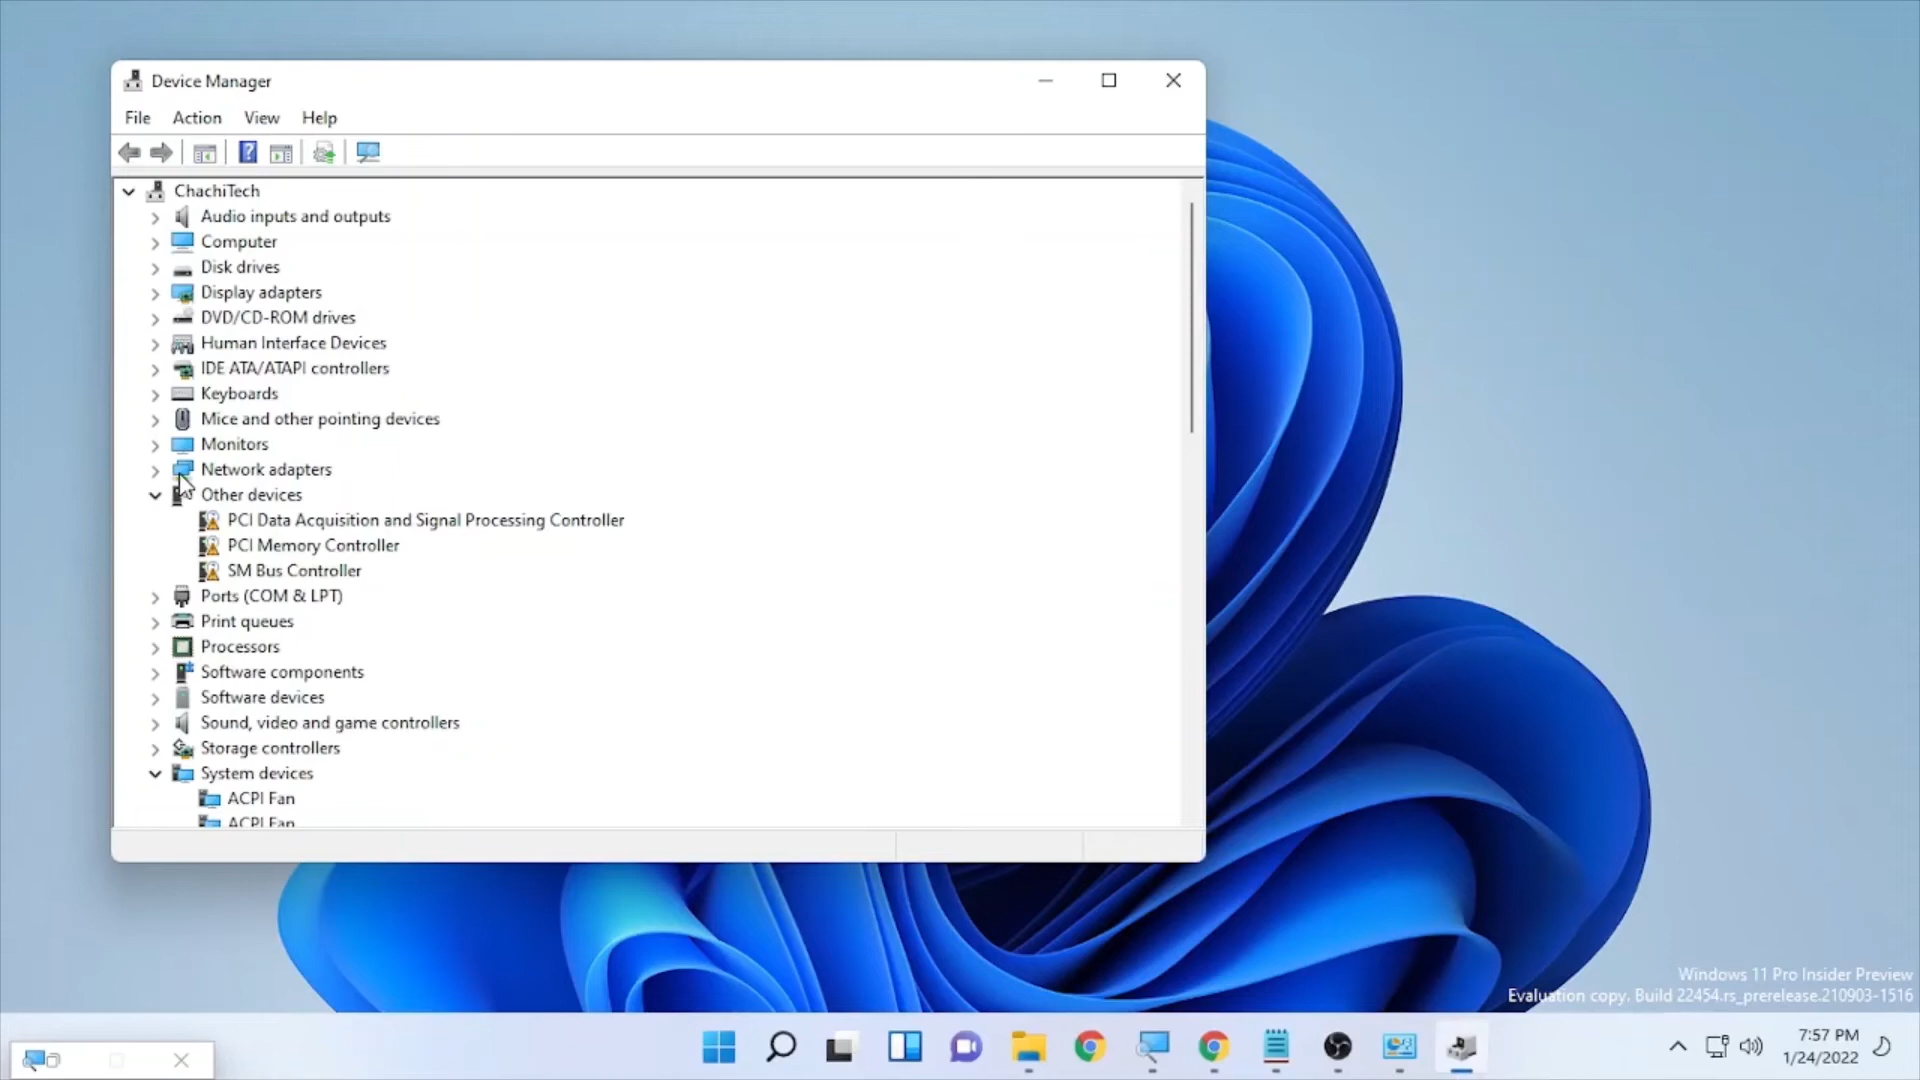 Device Manager
File Action View Help
ChachiTech
Audio inputs and outputs
Computer
Disk drives
Display adapters
DVD/CD-ROM drives
Human Interface Devices
IDE ATA/ATAPI controllers
Keyboards
Mice and other pointing devices
Monitors
Network adapters
Other devices
PCI Data Acquisition and Signal Processing Controller
PCI Memory Controller
SM Bus Controller
Ports (COM & LPT)
Print queues
Processors
Software components
Software devices
Sound, video and game controllers
Storage controllers
System devices
ACPI Fan
ACPI Fan
Windows 11 Pro Insider Preview
Evaluation copy. Build 22454.rs_prerelease.210903-1516
7:57 PM
1/24/2022